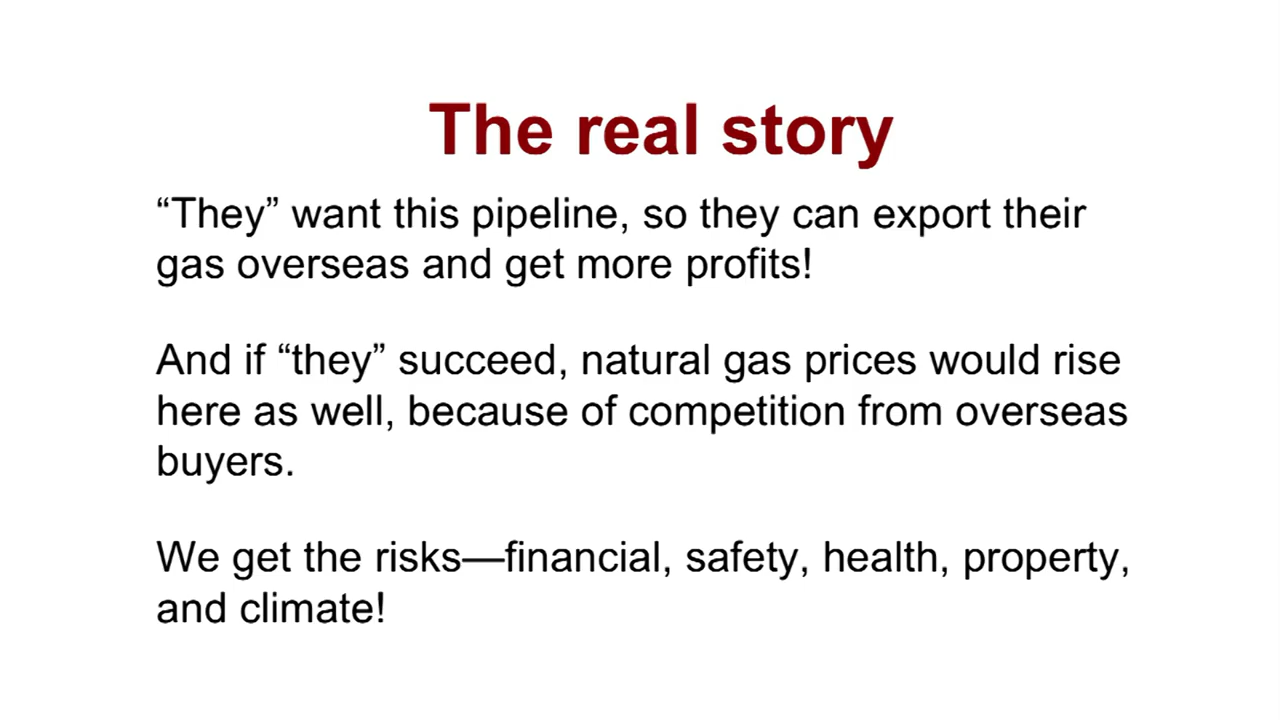 The real story
“They” want this pipeline, so they can export their
gas overseas and get more profits!
And if “they” succeed, natural gas prices would rise
here as well, because of competition from overseas
buyers.
We get the risks—financial, safety, health, property,
and climate!